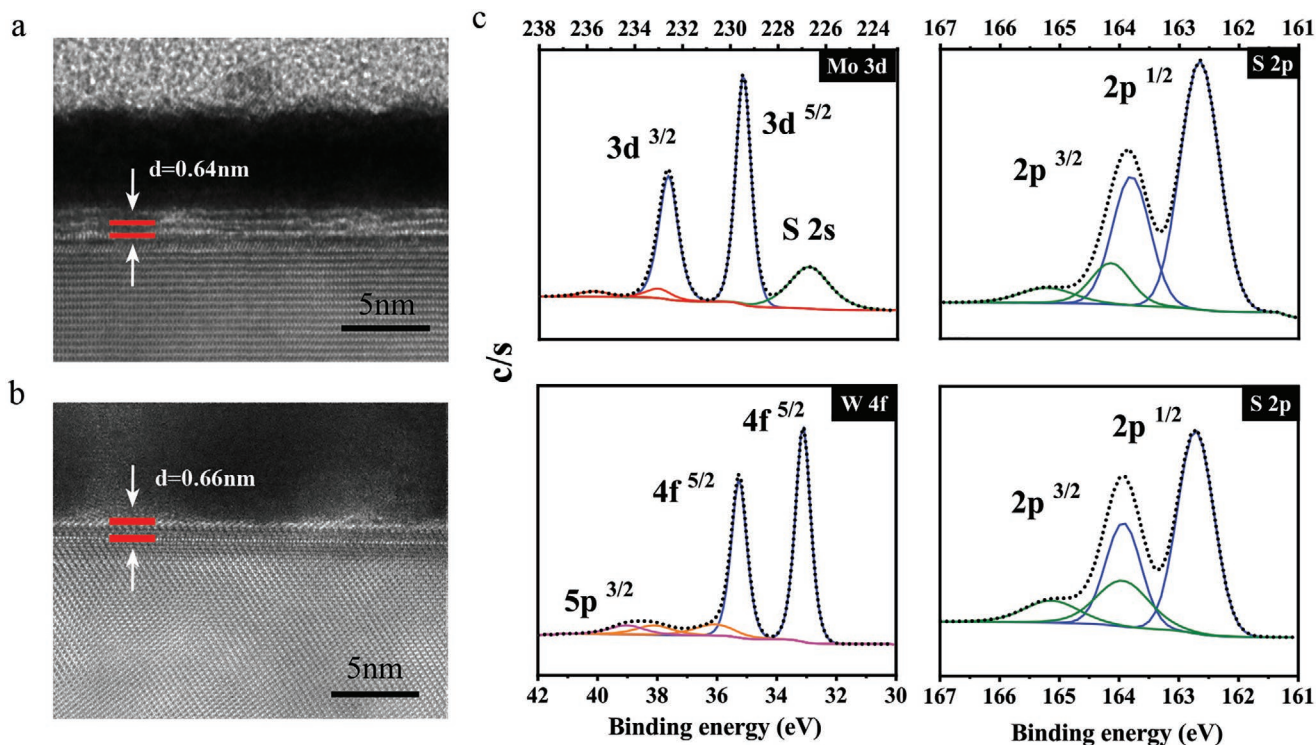 a
d=0.64nm
5nm
b
d=0.66nm
5nm
c
238 236 234 232 230 228 226 224
Mo 3d
3d 3/2
3d 5/2
S 2s
167 166 165 164 163 162 161
S 2p
2p 1/2
2p 3/2
c/s
W 4f
4f 5/2
4f 5/2
5p 3/2
42 40 38 36 34 32 30
Binding energy (eV)
S 2p
2p 1/2
2p 3/2
167 166 165 164 163 162 161
Binding energy (eV)